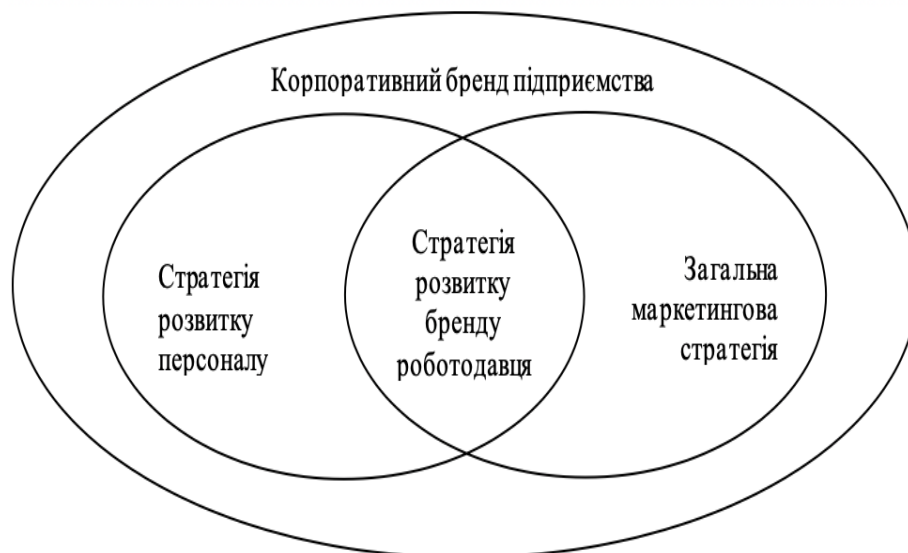 Корпоративний бренд підприємства
Стратегія
розвитку
персоналу
Стратегія
розвитку
бренду
роботодавця
Загальна
маркетингова
стратегія